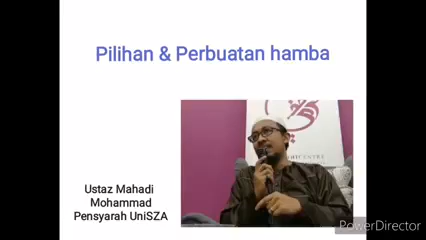 Pilihan & Perbuatan hamba
Ustaz Mahadi
Mohammad
Pensyarah UniSZA
PowerDirector